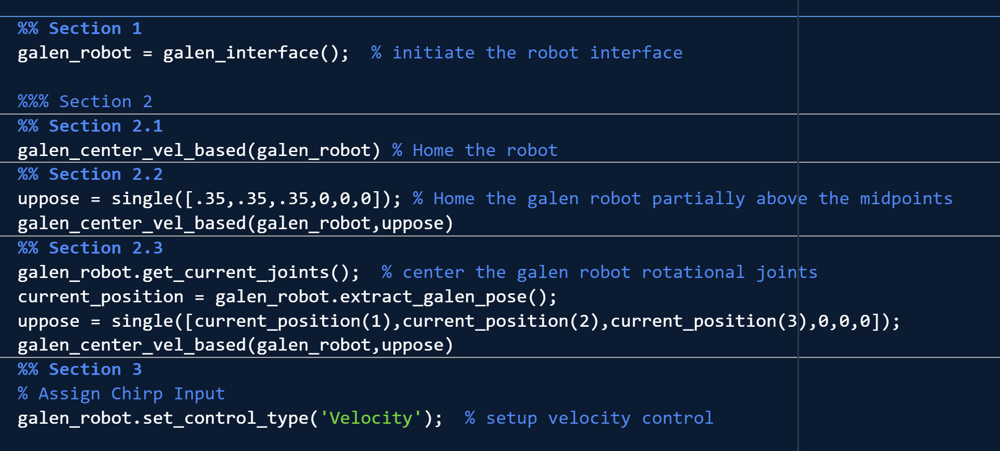 %% Section 1
galen_robot = galen_interface();  % initiate the robot interface
%%% Section 2
%% Section 2.1
galen_center_vel_based(galen_robot) % Home the robot
%% Section 2.2
uppose = single([.35,.35,.35,0,0,0]); % Home the galen robot partially above the midpoints
galen_center_vel_based(galen_robot,uppose)
%% Section 2.3
galen_robot.get_current_joints();  % center the galen robot rotational joints
current_position = galen_robot.extract_galen_pose();
uppose = single([current_position(1),current_position(2),current_position(3),0,0,0]);
galen_center_vel_based(galen_robot,uppose)
%% Section 3
% Assign Chirp Input
galen_robot.set_control_type('Velocity');  % setup velocity control